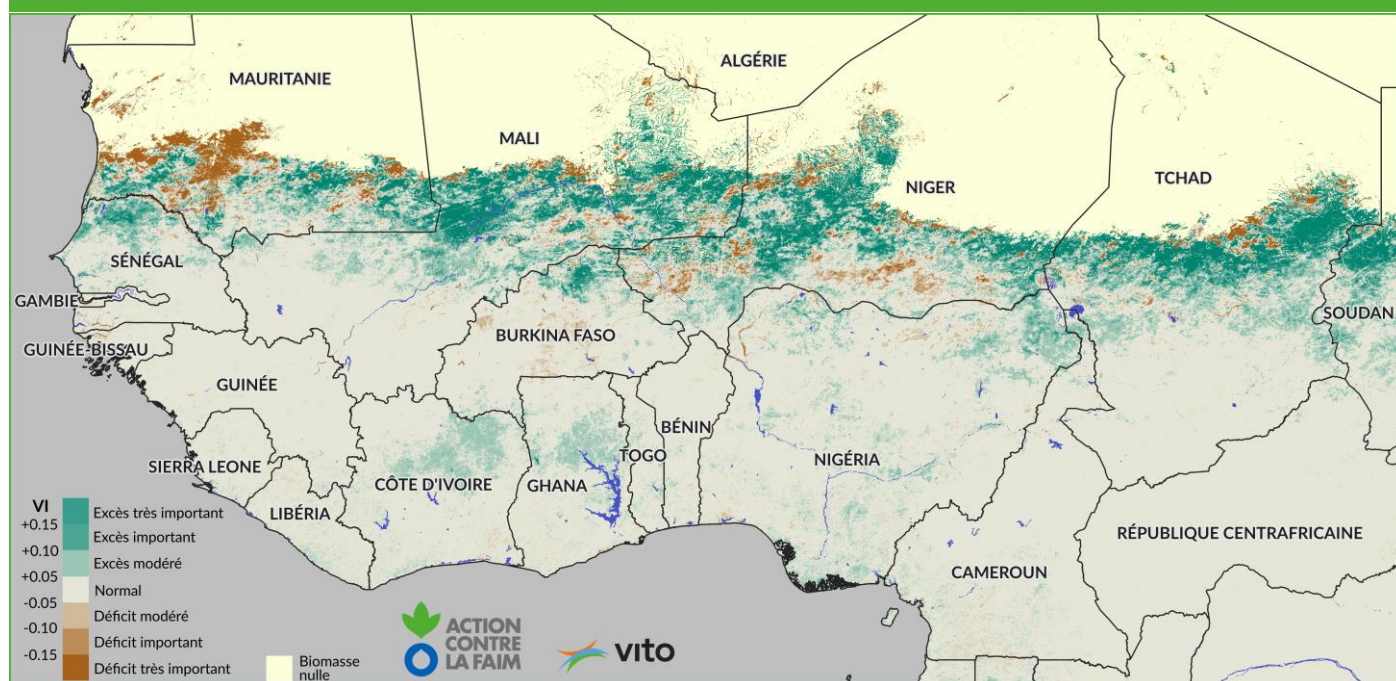 ALGÉRIE
MAURITANIE
MALI
NIGER
TCHAD
SÉNÉGAL
GAMBIE
SOUDAN
GUINÉE-BISSAU
BURKINA FASO
GUINÉE
BÉNIN
TOGO
SIERRA LEONE
CÔTE D'IVOIRE
GHANA
NIGÉRIA
LIBÉRIA
RÉPUBLIQUE CENTRAFRICAINE
CAMEROUN
VI
Excès très important
+0.15
Excès important
+0.10
Excès modéré
+0.05
Normal
-0.05
Déficit modéré
-0.10
Déficit important
-0.15
Déficit très important
Biomasse
nulle
ACTION
CONTRE
LA FAIM
vito